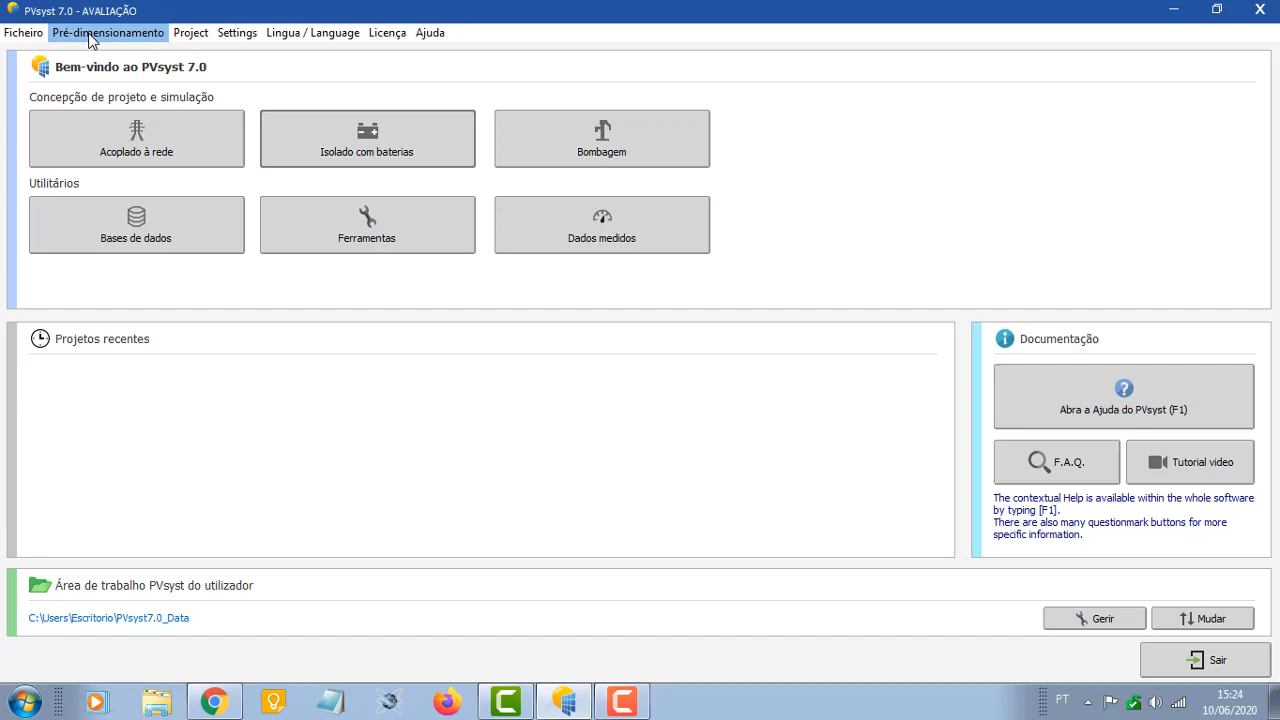 PVsyst 7.0 - AVALIAÇÃO
Ficheiro Pré-dimensionamento Project Settings Lingua / Language Licença Ajuda
Bem-vindo ao PVsyst 7.0
Concepção de projeto e simulação
Acoplado à rede
Isolado com baterias
Bombagem
Utilitários
Bases de dados
Ferramentas
Dados medidos
Projetos recentes
Documentação
Abra a Ajuda do PVsyst (F1)
F.A.Q.
Tutorial video
The contextual Help is available within the whole software
by typing [F1].
There are also many questionmark buttons for more
specific information.
Área de trabalho PVsyst do utilizador
C:\Users\Escritorio\PVsyst7.0_Data
Gerir
Mudar
Sair
PT
15:24
10/06/2020